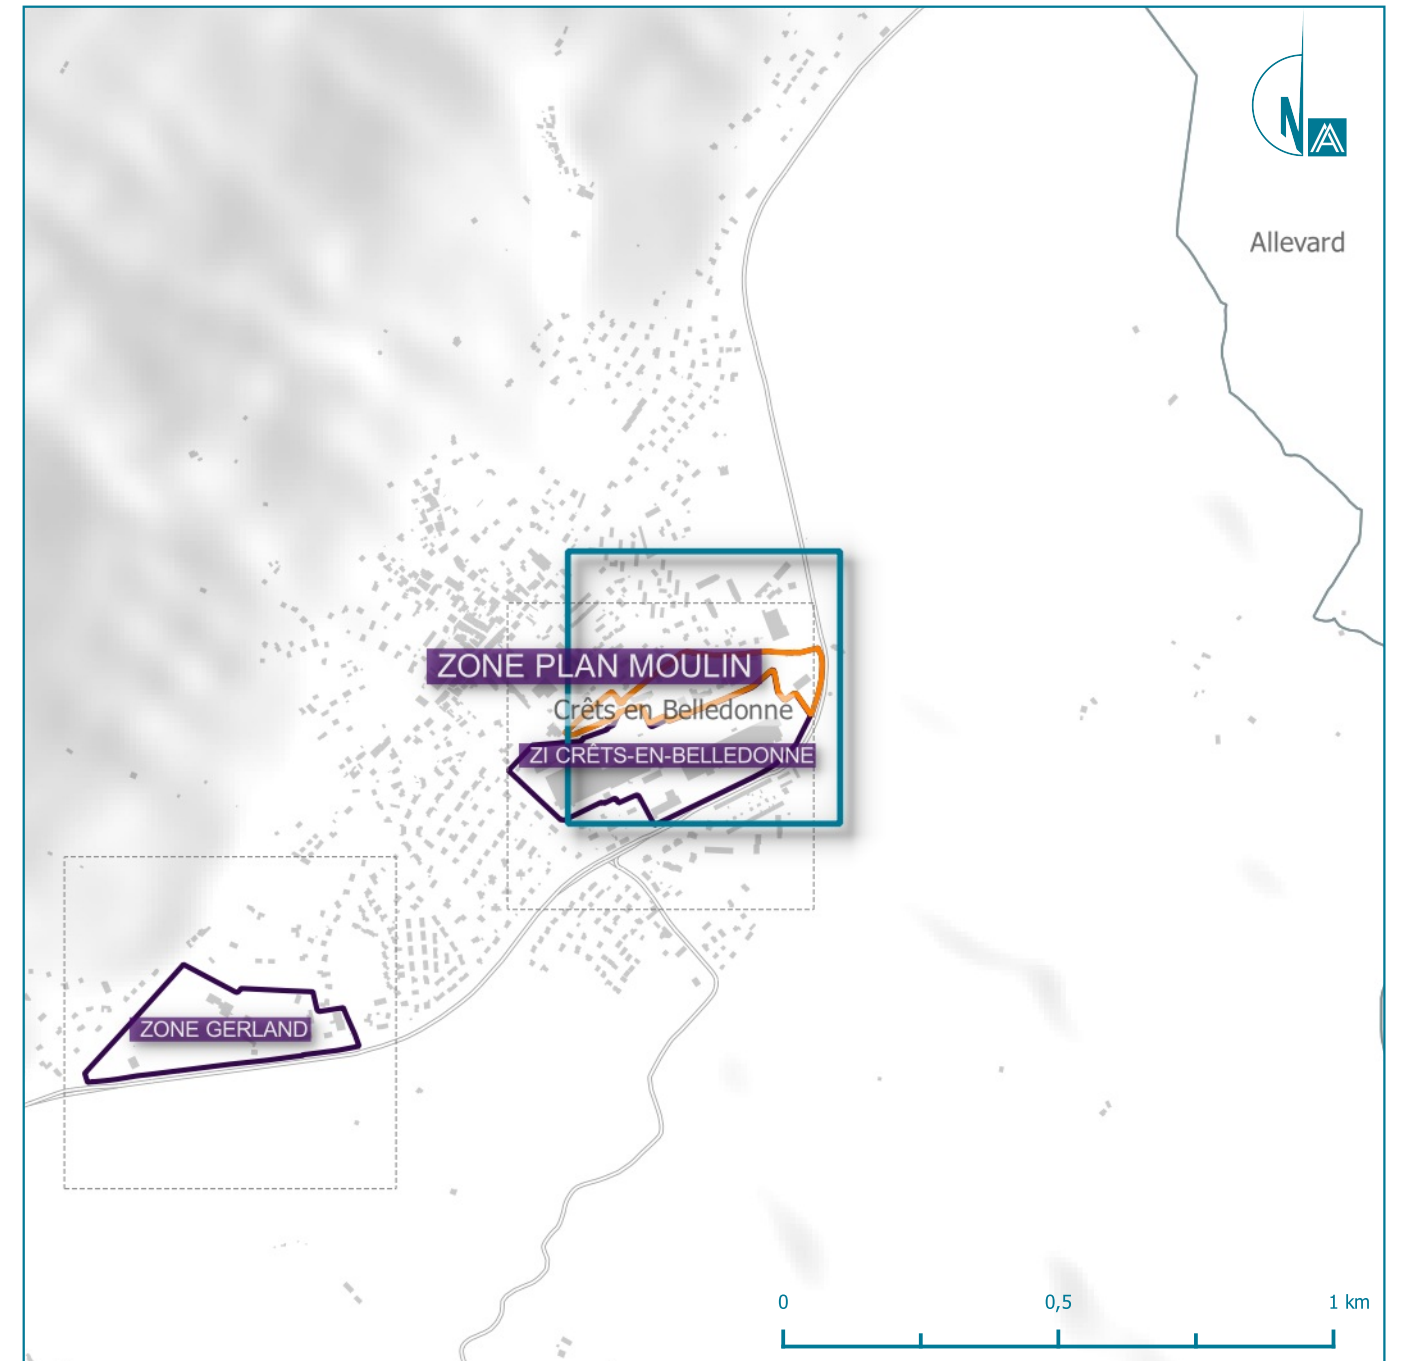 N
Allevard
ZONE PLAN MOULIN
Crêts en Belledonne
ZI CRÊTS-EN-BELLEDONNE
ZONE GERLAND
0 0,5 1 km